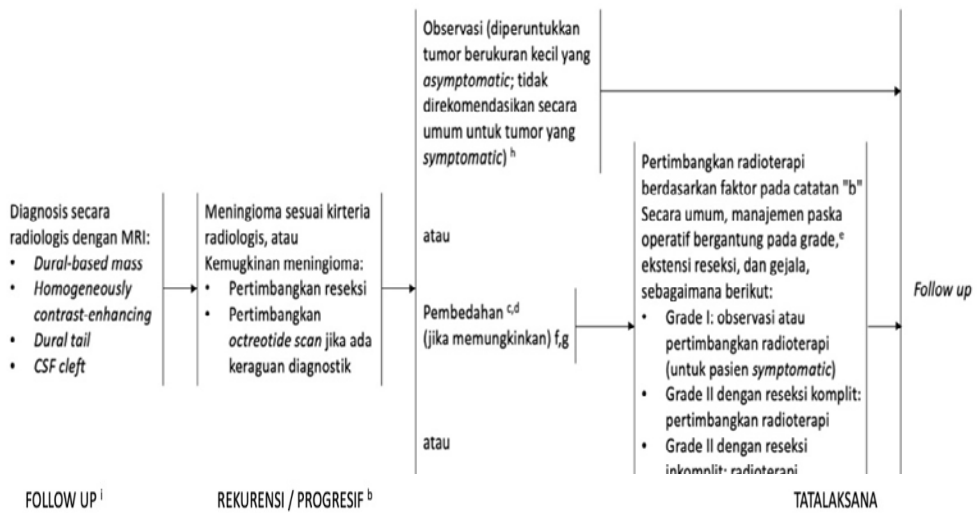 Observasi (diperuntukkan
tumor berukuran kecil yang
asymptomatic; tidak
direkomendasikan secara
umum untuk tumor yang
symptomatic) h
Diagnosis secara
radiologis dengan MRI:
• Dural-based mass
• Homogeneously
contrast-enhancing
• Dural tail
• CSF cleft
Meningioma sesuai kirteria
radiologis, atau
Kemugkinan meningioma:
• Pertimbangkan reseksi
• Pertimbangkan
octreotide scan jika ada
keraguan diagnostik
atau
Pembedahan c,d
(jika memungkinkan) f,g
atau
Pertimbangkan radioterapi
berdasarkan faktor pada catatan "b"
Secara umum, manajemen paska
operatif bergantung pada grade,e
ekstensi reseksi, dan gejala,
sebagaimana berikut:
• Grade I: observasi atau
pertimbangkan radioterapi
(untuk pasien symptomatic)
• Grade II dengan reseksi komplit:
pertimbangkan radioterapi
• Grade II dengan reseksi
inkomplit: radioterapi
Follow up
FOLLOW UP i
REKURENSI / PROGRESIF b
TATALAKSANA